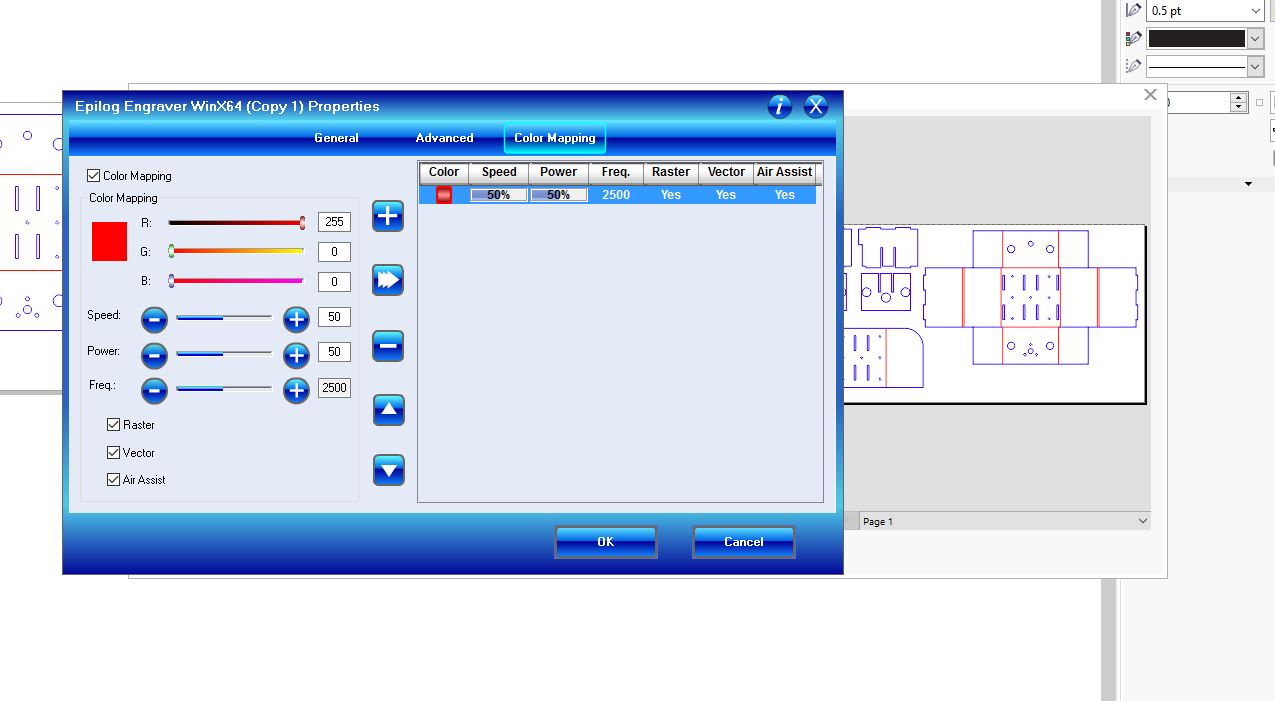 0.5 pt
Epilog Engraver WinX64 (Copy 1) Properties
i X
General Advanced Color Mapping
Color Mapping
Color Mapping
R: 255
G: 0
B: 0
Speed: 50
Power: 50
Freq.: 2500
Raster
Vector
Air Assist
Color Speed Power Freq. Raster Vector Air Assist
50% 50% 2500 Yes Yes Yes
Page 1
OK Cancel